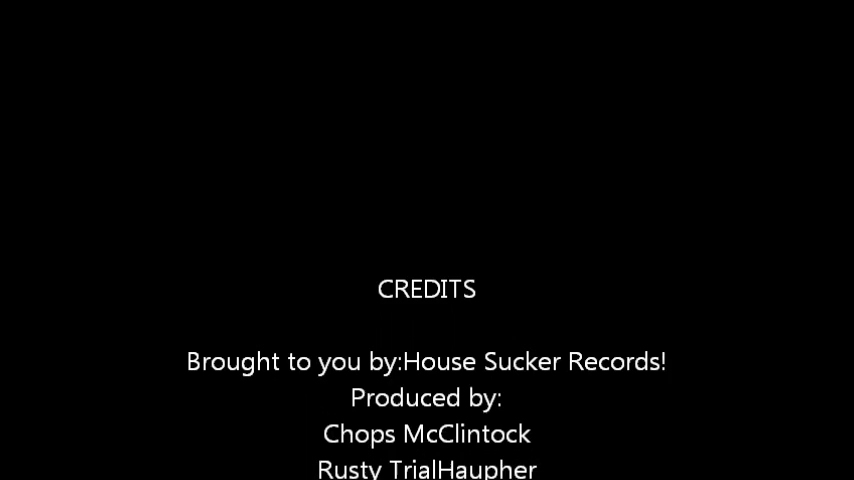 CREDITS
Brought to you by:House Sucker Records!
Produced by:
Chops McClintock
Rusty TrialHaupher